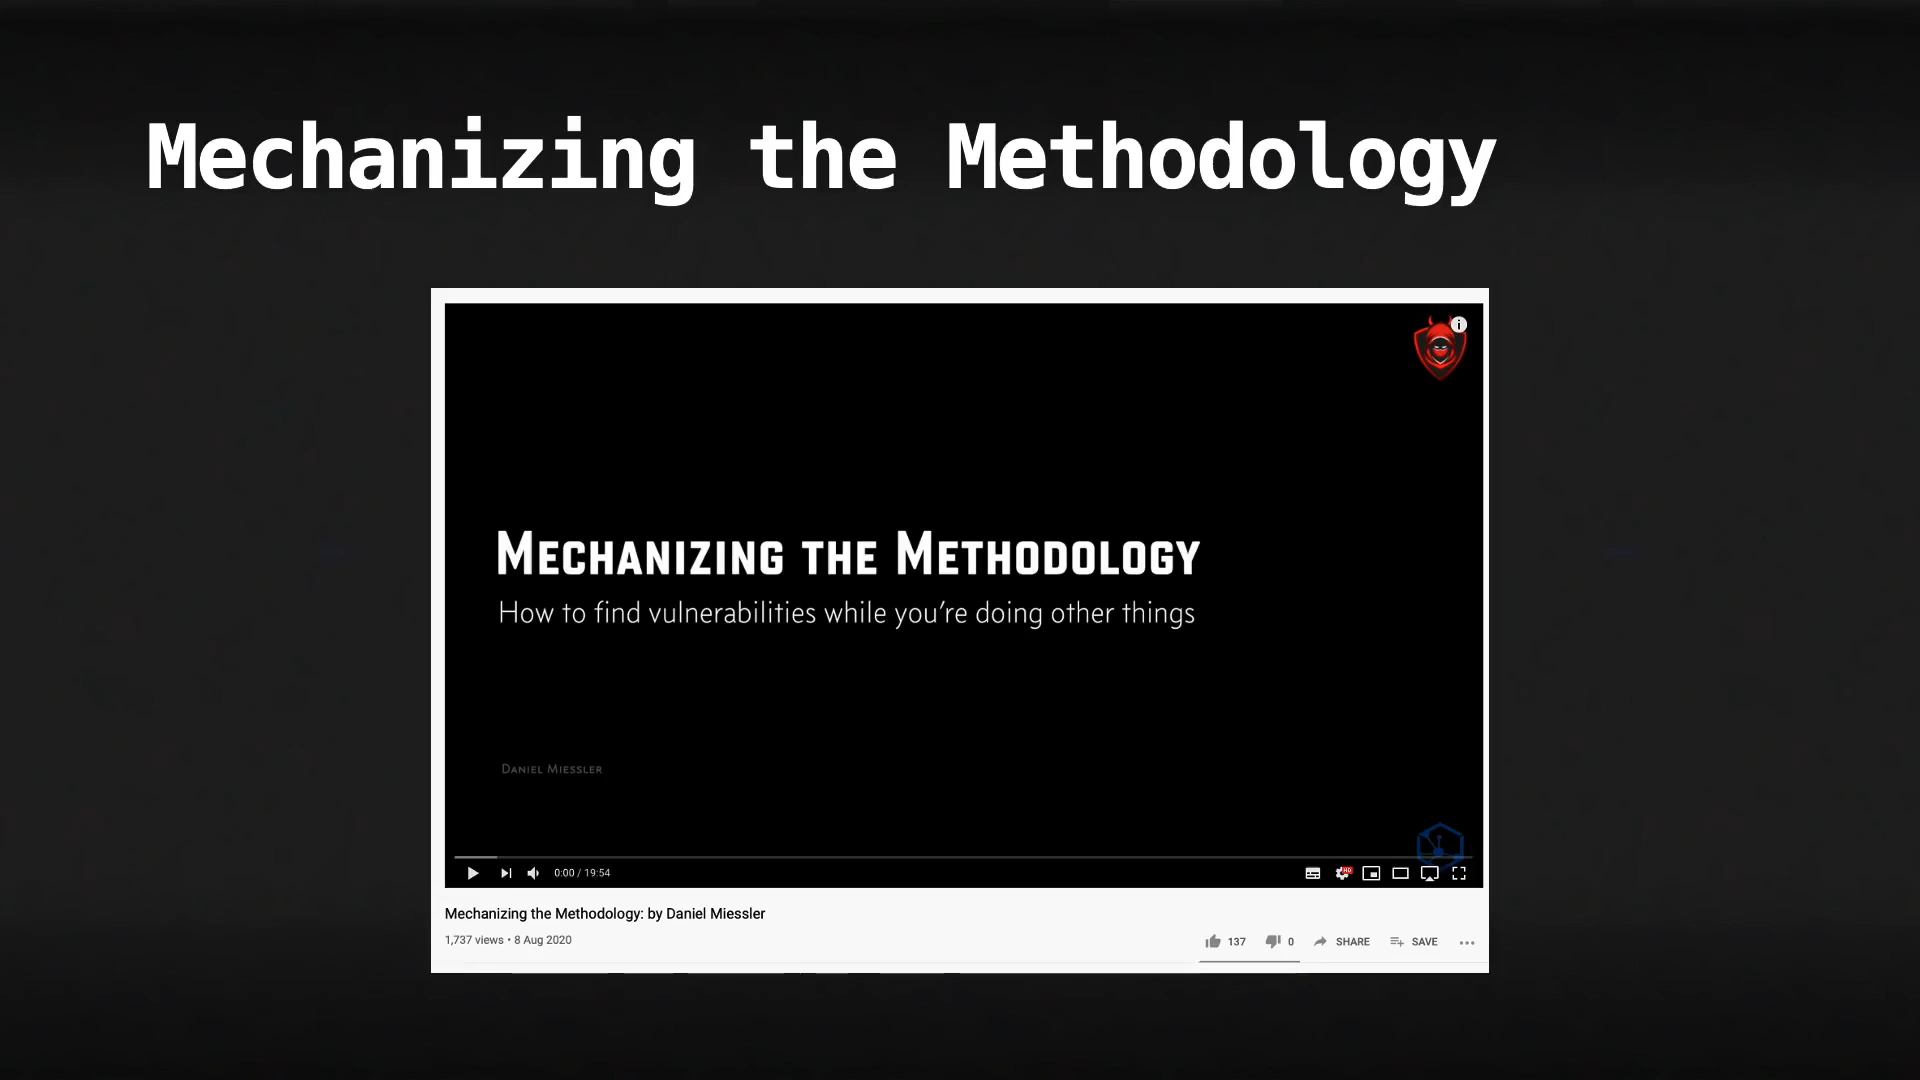 Mechanizing the Methodology
i
MECHANIZING THE METHODOLOGY
How to find vulnerabilities while you're doing other things
DANIEL MIESSLER
0:00 / 19:54
HD
Mechanizing the Methodology: by Daniel Miessler
1,737 views • 8 Aug 2020
137 0 SHARE SAVE ...